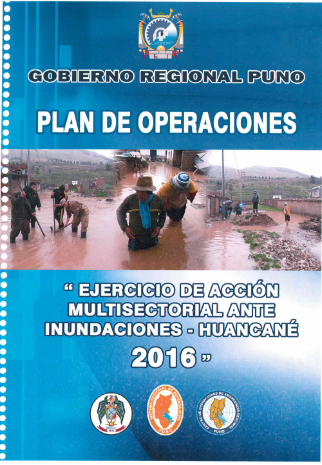 GOBIERNO REGIONAL PUNO
PLAN DE OPERACIONES
“ EJERCICIO DE ACCIÓN
MULTISECTORIAL ANTE
INUNDACIONES - HUANCANÉ
2016 ”